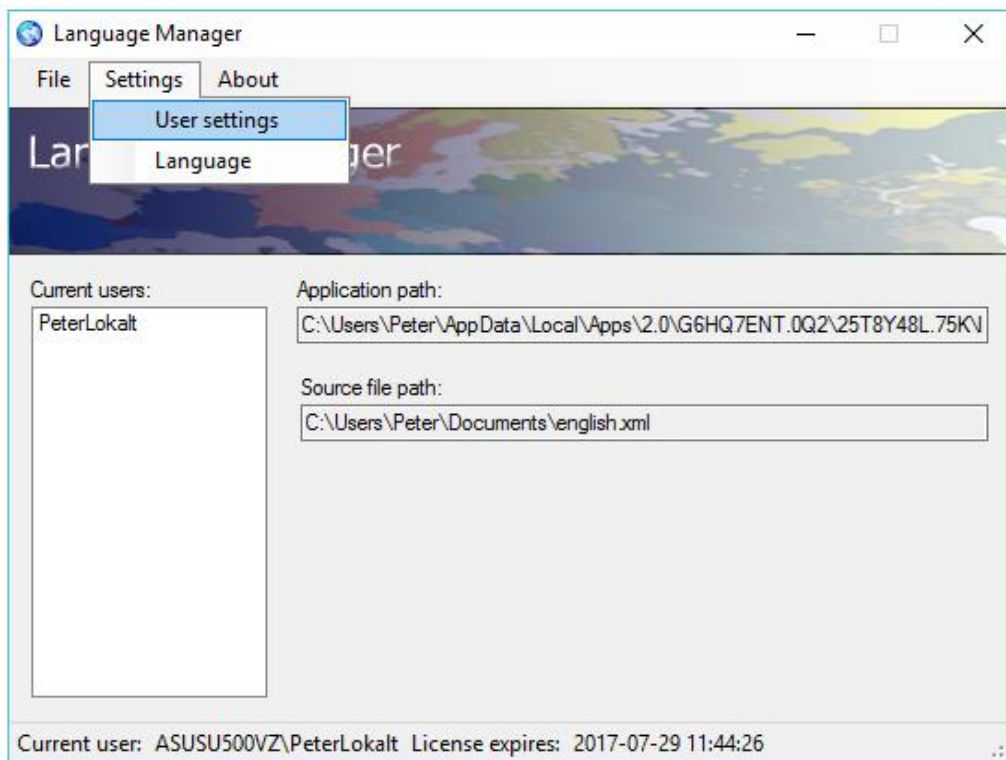 Language Manager
File Settings About
User settings
Language
Lar ger
Current users:
PeterLokalt
Application path:
C:\Users\Peter\AppData\Local\Apps\2.0\G6HQ7ENT.0Q2\25T8Y48L.75K\
Source file path:
C:\Users\Peter\Documents\english.xml
Current user: ASUSU500VZ\PeterLokalt License expires: 2017-07-29 11:44:26